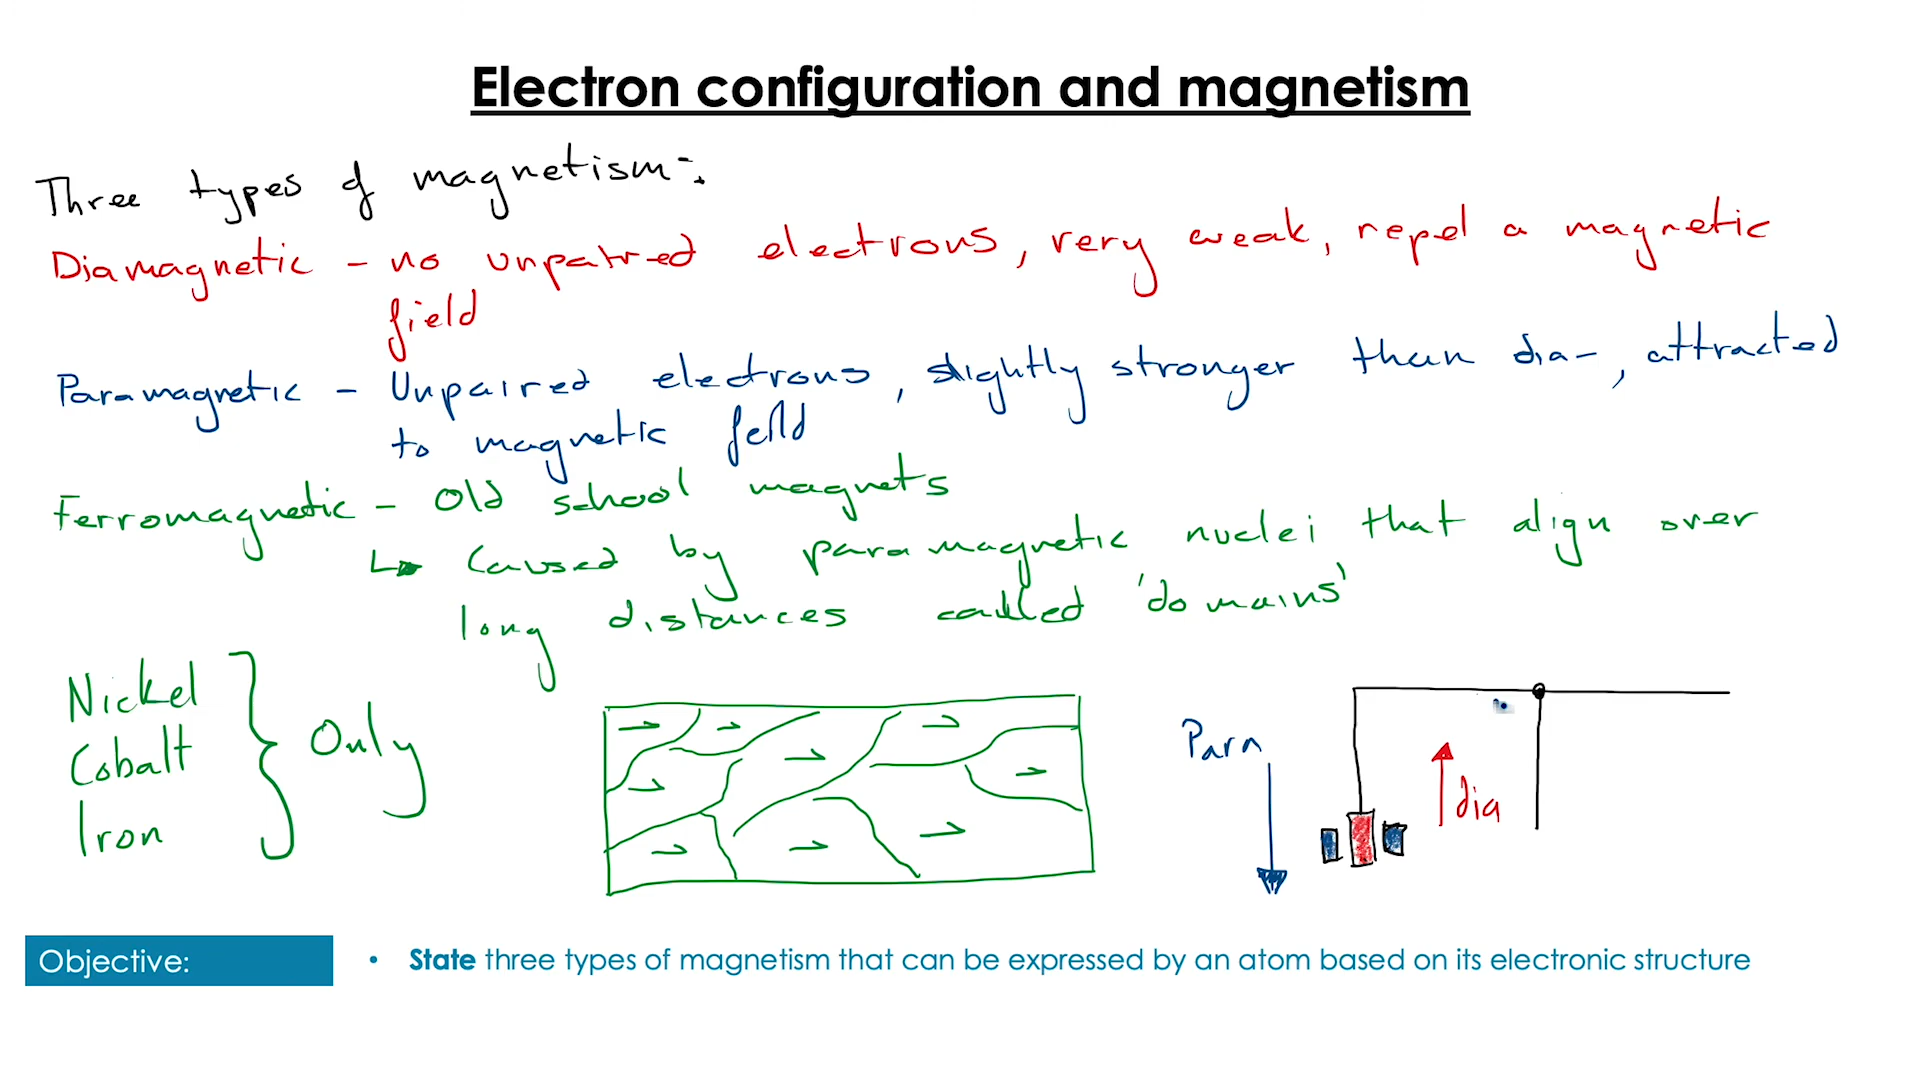 Electron configuration and magnetism
Three types of magnetism:
Diamagnetic - no unpaired electrons, very weak, repel a magnetic
field
Paramagnetic - Unpaired electrons, slightly stronger than dia-, attracted
to magnetic feild
Ferromagnetic - Old school magnets
↳ Caused by paramagnetic nuclei that align over
long distances called 'domains'
Nickel
Cobalt
Iron
Only
Para
dia
Objective:
• State three types of magnetism that can be expressed by an atom based on its electronic structure